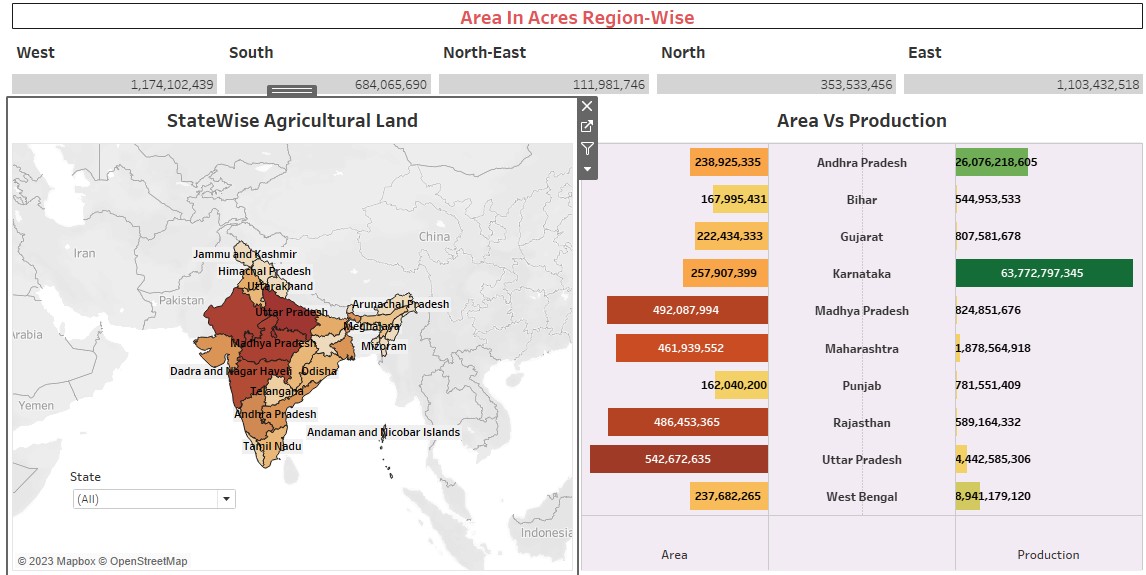 Area In Acres Region-Wise
West South North-East North East
1,174,102,439 684,065,690 111,981,746 353,533,456 1,103,432,518
StateWise Agricultural Land
China
Iran
Jammu and Kashmir
Himachal Pradesh
Uttarakhand
Pakistan
Arunachal Pradesh
Uttar Pradesh
Meghalaya
Arabia
Madhya Pradesh
Mizoram
Dadra and Nagar Haveli
Odisha
Telangana
Yemen
Andhra Pradesh
Andaman and Nicobar Islands
Tamil Nadu
State
(All)
Indonesia
© 2023 Mapbox © OpenStreetMap
Area Vs Production
238,925,335 Andhra Pradesh 26,076,218,605
167,995,431 Bihar 544,953,533
222,434,333 Gujarat 807,581,678
257,907,399 Karnataka 63,772,797,345
492,087,994 Madhya Pradesh 824,851,676
461,939,552 Maharashtra 1,878,564,918
162,040,200 Punjab 781,551,409
486,453,365 Rajasthan 589,164,332
542,672,635 Uttar Pradesh 4,442,585,306
237,682,265 West Bengal 8,941,179,120
Area Production